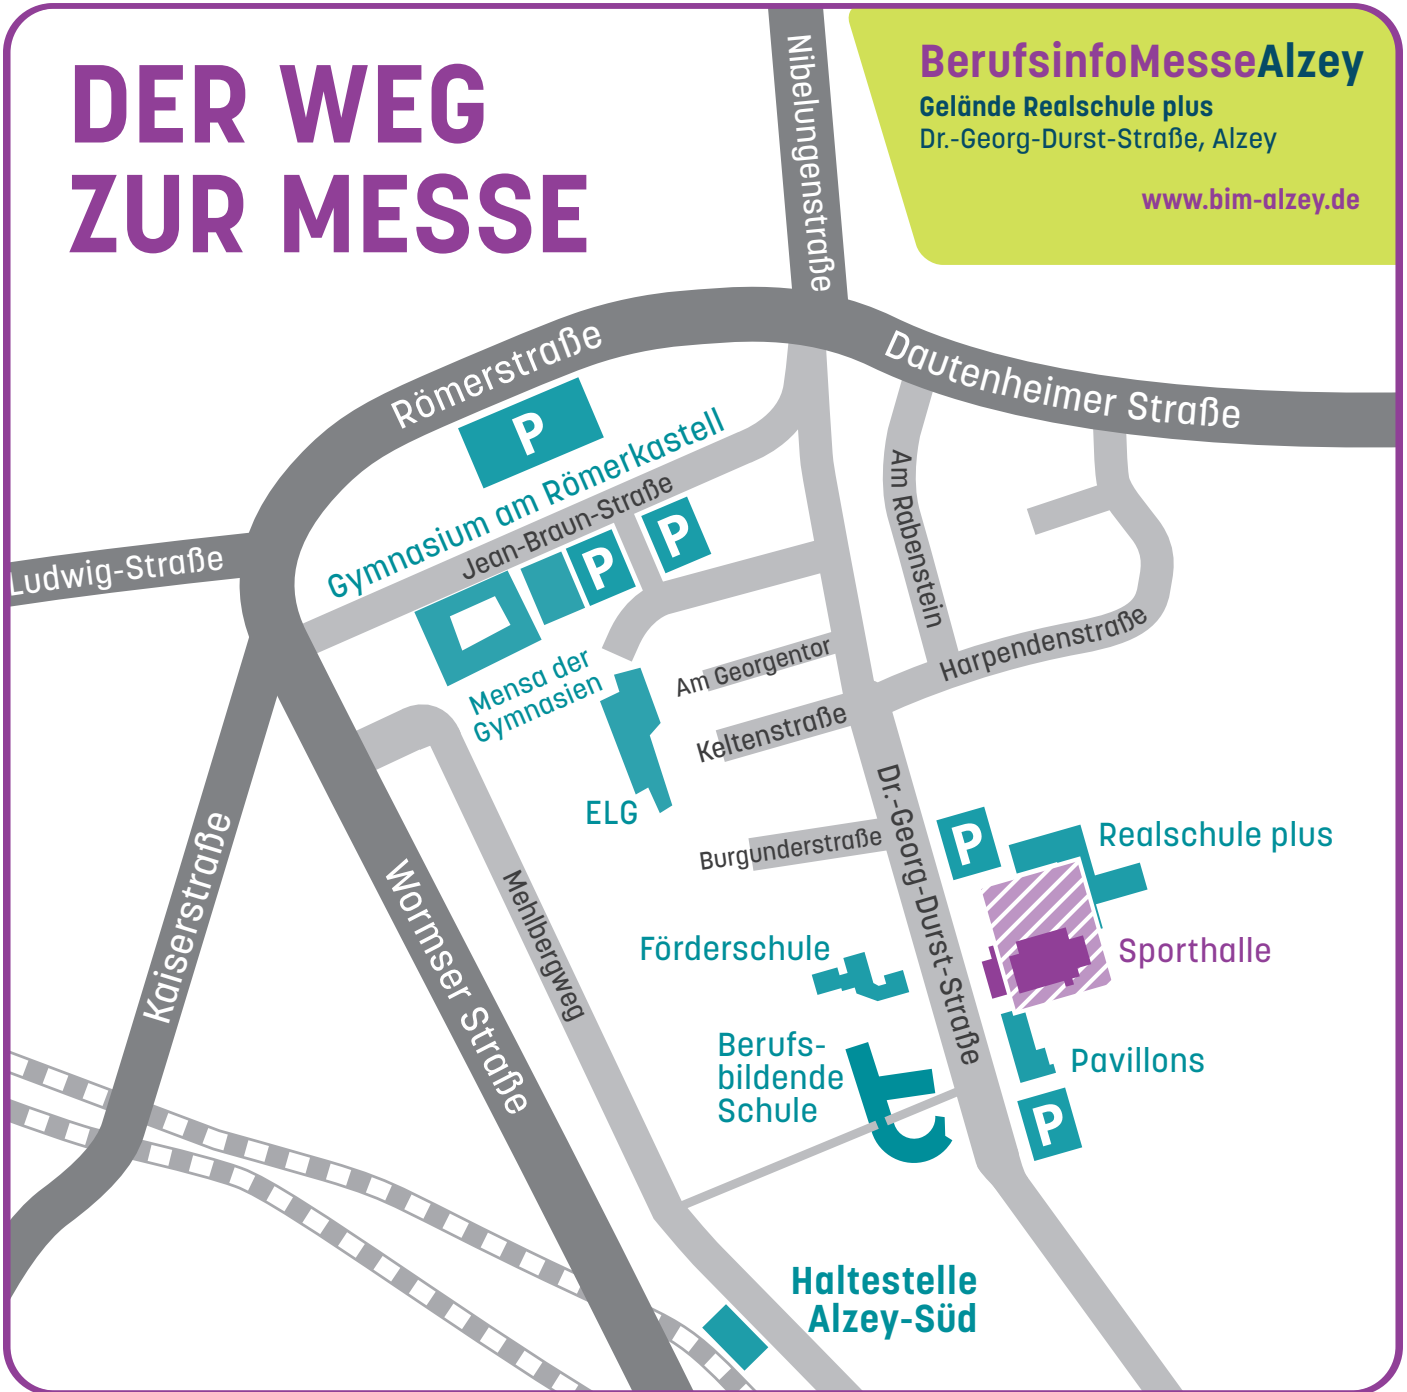 DER WEG
ZUR MESSE
BerufsinfoMesseAlzey
Gelände Realschule plus
Dr.-Georg-Durst-Straße, Alzey
www.bim-alzey.de
Nibelungenstraße
Römerstraße
Dautenheimer Straße
P
Gymnasium am Römerkastell
Jean-Braun-Straße
P
P
Am Rabenstein
Ludwig-Straße
Harpendenstraße
Mensa der
Gymnasien
Am Georgentor
Keltenstraße
ELG
Dr.-Georg-Durst-Straße
P
Realschule plus
Burgunderstraße
Kaiserstraße
Wormser Straße
Mehlbergweg
Förderschule
Sporthalle
Berufs-
bildende
Schule
Pavillons
P
Haltestelle
Alzey-Süd